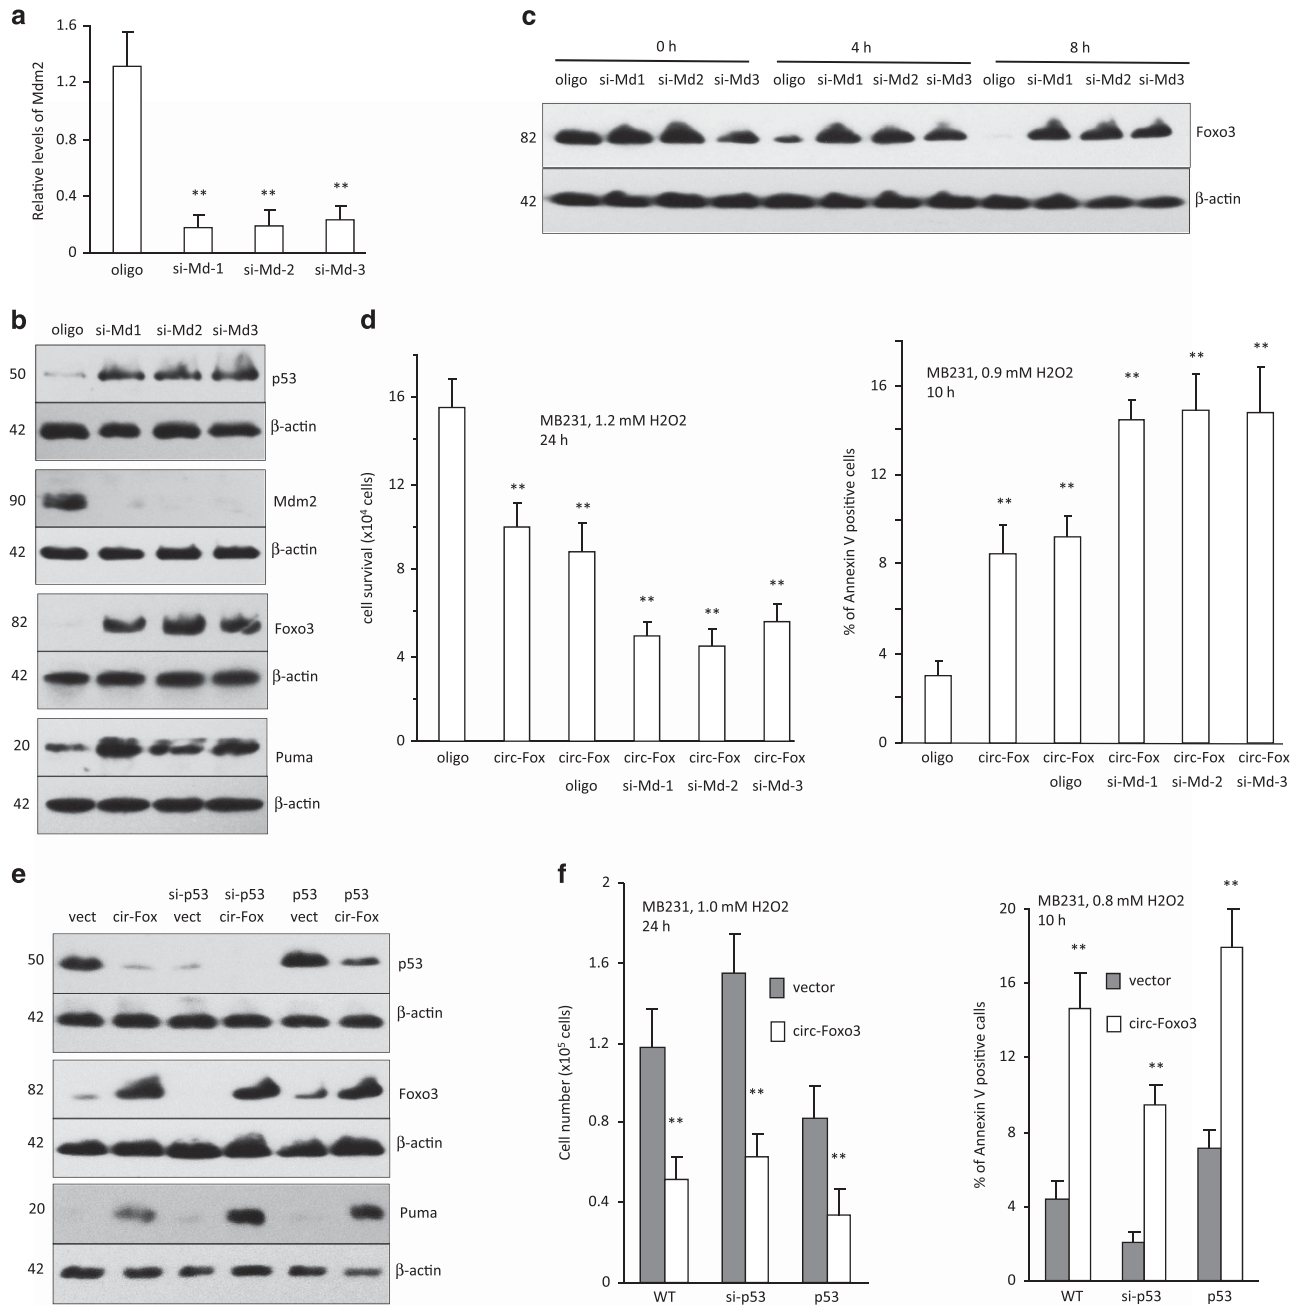 a
1.6
1.2
0.8
0.4
0
Relative levels of Mdm2
**
**
**
oligo si-Md-1 si-Md-2 si-Md-3
c
0 h 4 h 8 h
oligo si-Md1 si-Md2 si-Md3 oligo si-Md1 si-Md2 si-Md3 oligo si-Md1 si-Md2 si-Md3
82 Foxo3
42 β-actin
b
oligo si-Md1 si-Md2 si-Md3
50 p53
42 β-actin
90 Mdm2
42 β-actin
82 Foxo3
42 β-actin
20 Puma
42 β-actin
d
16
12
8
4
0
cell survival (x10⁴ cells)
MB231, 1.2 mM H2O2
24 h
**
**
**
**
**
oligo circ-Fox circ-Fox circ-Fox circ-Fox circ-Fox
oligo si-Md-1 si-Md-2 si-Md-3
16
12
8
4
0
% of Annexin V positive cells
MB231, 0.9 mM H2O2
10 h
**
**
**
**
**
oligo circ-Fox circ-Fox circ-Fox circ-Fox circ-Fox
oligo si-Md-1 si-Md-2 si-Md-3
e
si-p53 si-p53 p53 p53
vect cir-Fox vect cir-Fox vect cir-Fox
50 p53
42 β-actin
82 Foxo3
42 β-actin
20 Puma
42 β-actin
f
2
1.6
1.2
0.8
0.4
0
Cell number (x10⁵ cells)
MB231, 1.0 mM H2O2
24 h
vector
circ-Foxo3
**
**
**
WT si-p53 p53
20
16
12
8
4
0
% of Annexin V positive calls
MB231, 0.8 mM H2O2
10 h
vector
circ-Foxo3
**
**
**
WT si-p53 p53